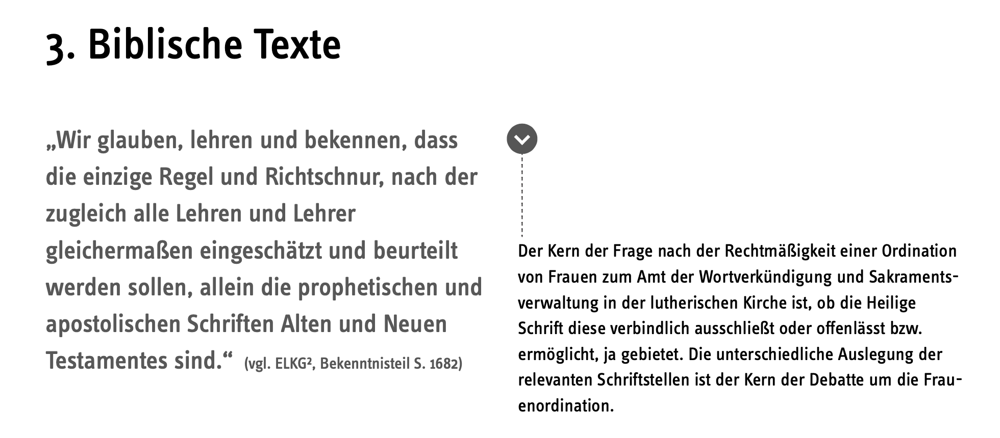 3. Biblische Texte
„Wir glauben, lehren und bekennen, dass
die einzige Regel und Richtschnur, nach der
zugleich alle Lehren und Lehrer
gleichermaßen eingeschätzt und beurteilt
werden sollen, allein die prophetischen und
apostolischen Schriften Alten und Neuen
Testamentes sind.“ (vgl. ELKG², Bekenntnisteil S. 1682)
Der Kern der Frage nach der Rechtmäßigkeit einer Ordination
von Frauen zum Amt der Wortverkündigung und Sakraments-
verwaltung in der lutherischen Kirche ist, ob die Heilige
Schrift diese verbindlich ausschließt oder offenlässt bzw.
ermöglicht, ja gebietet. Die unterschiedliche Auslegung der
relevanten Schriftstellen ist der Kern der Debatte um die Frau-
enordination.